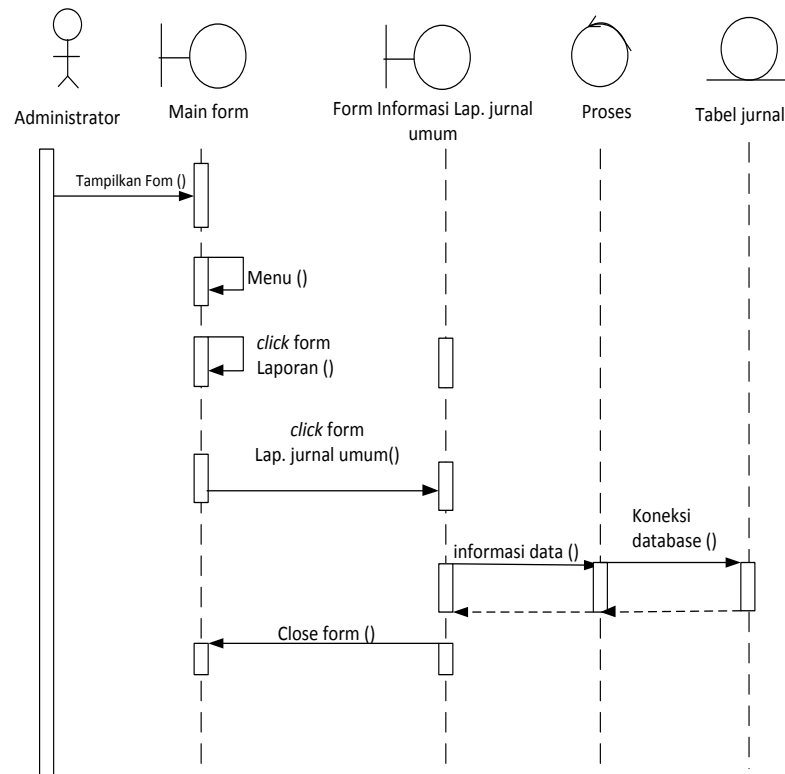 Administrator
Main form
Form Informasi Lap. jurnal
umum
Proses
Tabel jurnal
Tampilkan Fom ()
Menu ()
click form
Laporan ()
click form
Lap. jurnal umum()
Koneksi
database ()
informasi data ()
Close form ()